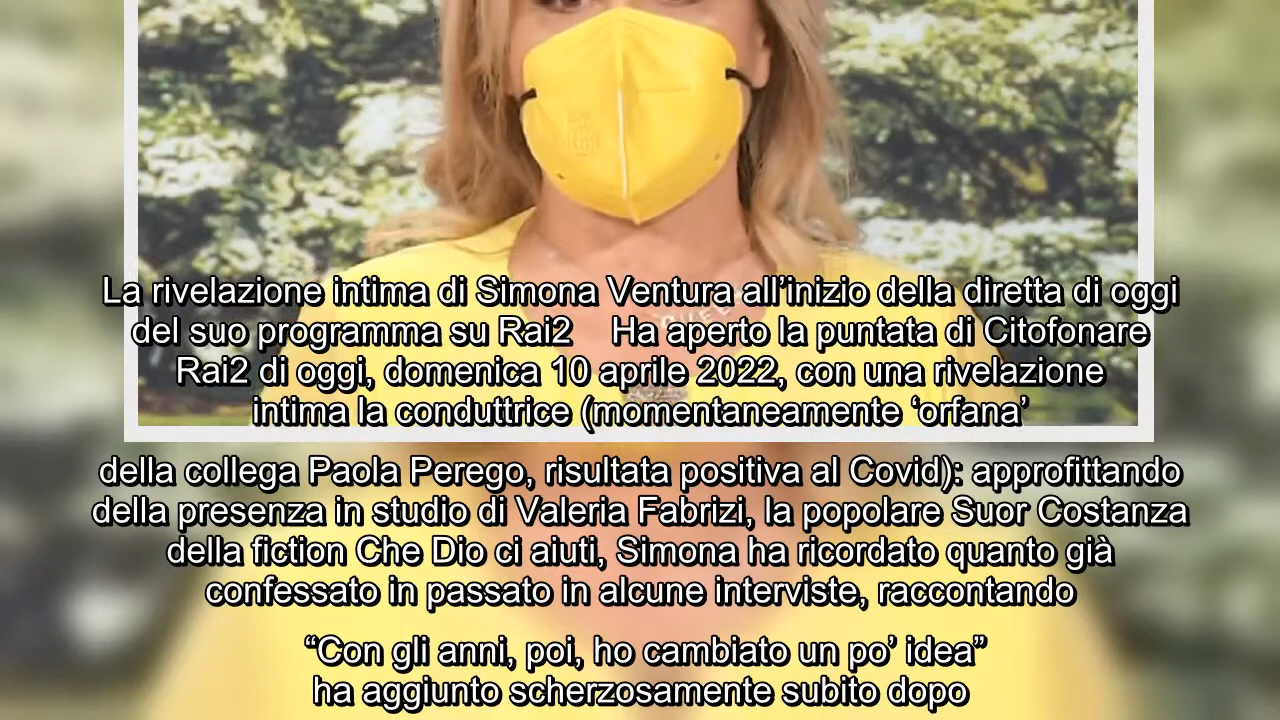 La rivelazione intima di Simona Ventura all’inizio della diretta di oggi
del suo programma su Rai2 Ha aperto la puntata di Citofonare
Rai2 di oggi, domenica 10 aprile 2022, con una rivelazione
intima la conduttrice (momentaneamente ‘orfana’
della collega Paola Perego, risultata positiva al Covid): approfittando
della presenza in studio di Valeria Fabrizi, la popolare Suor Costanza
della fiction Che Dio ci aiuti, Simona ha ricordato quanto già
confessato in passato in alcune interviste, raccontando
“Con gli anni, poi, ho cambiato un po’ idea”
ha aggiunto scherzosamente subito dopo